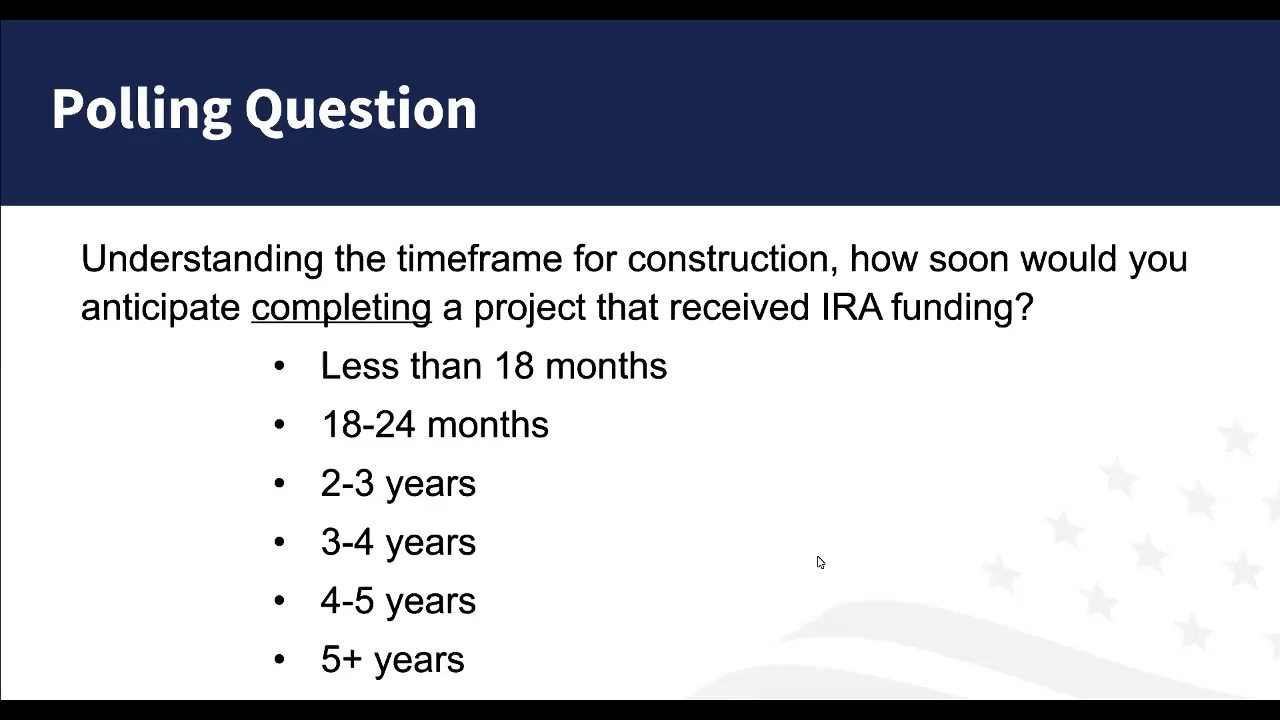 Polling Question
Understanding the timeframe for construction, how soon would you
anticipate completing a project that received IRA funding?
• Less than 18 months
• 18-24 months
• 2-3 years
• 3-4 years
• 4-5 years
• 5+ years